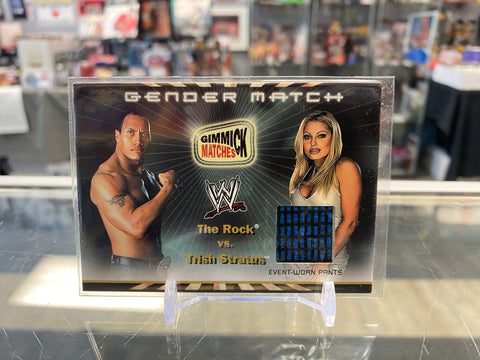 GENDER MATCH
GIMMICK
MATCHES
W
The Rock®
vs.
Trish Stratus®
EVENT-WORN PANTS